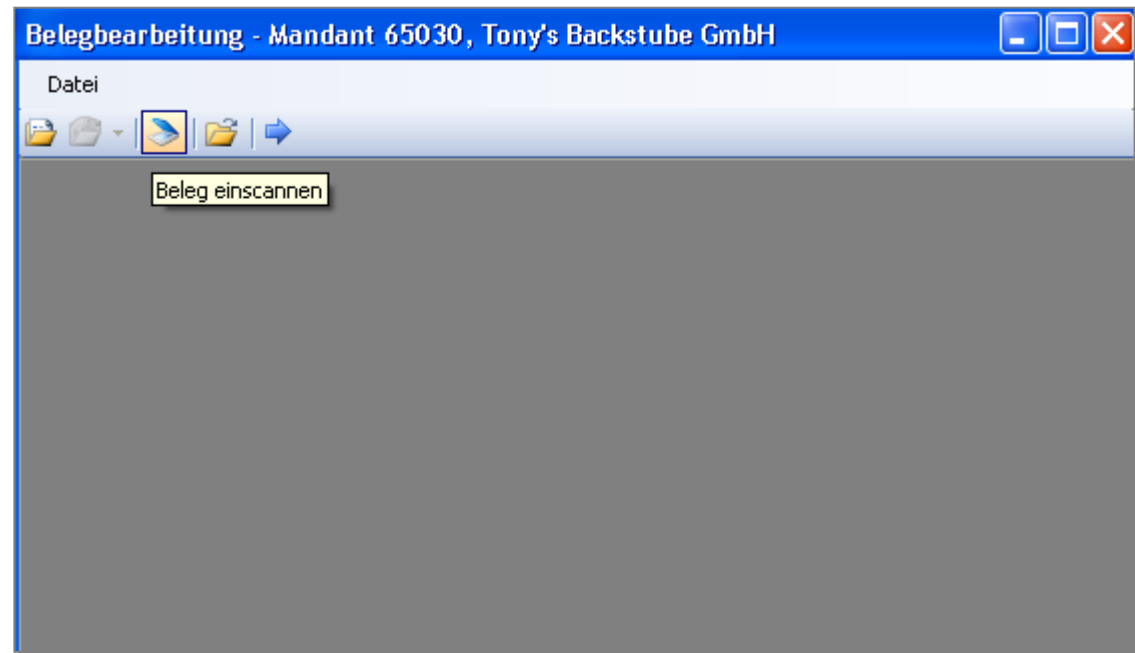 Belegbearbeitung - Mandant 65030, Tony's Backstube GmbH
Datei
Beleg einscannen